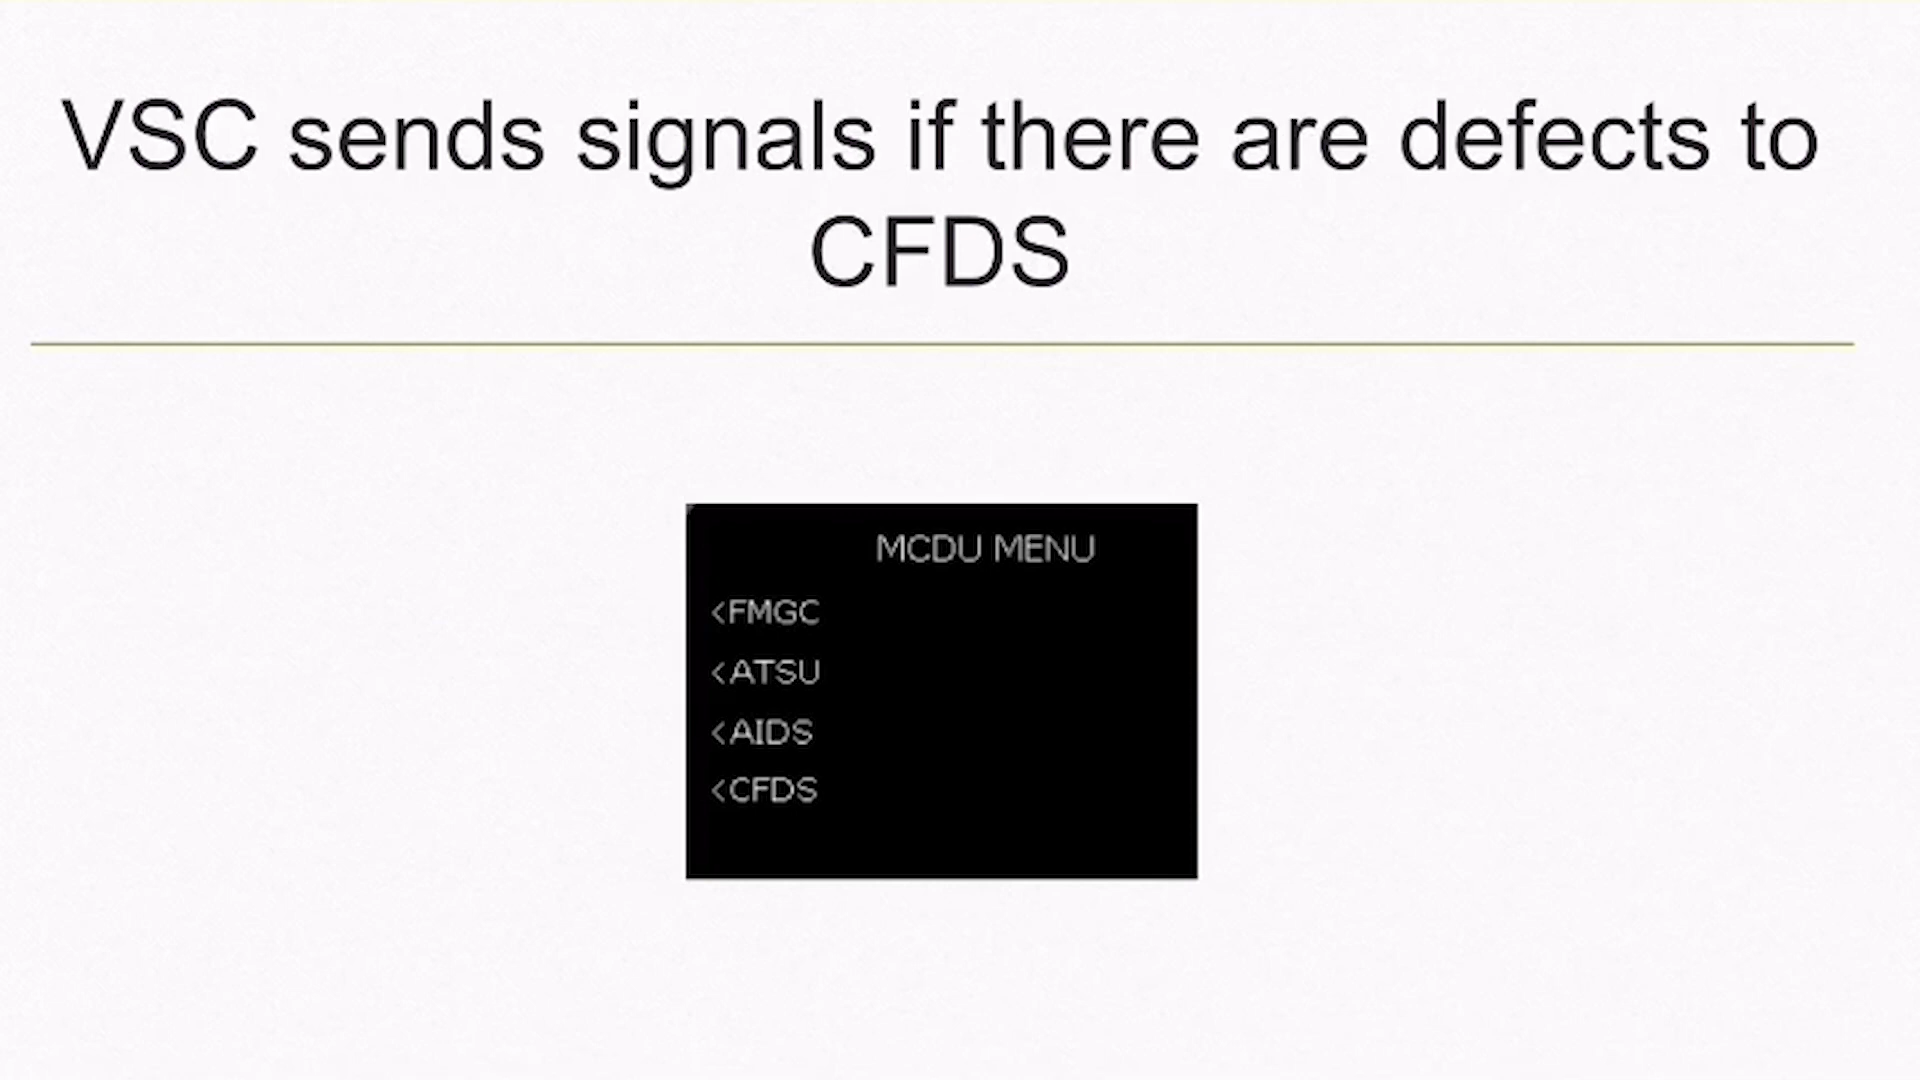 VSC sends signals if there are defects to
CFDS
MCDU MENU
<FMGC
<ATSU
<AIDS
<CFDS